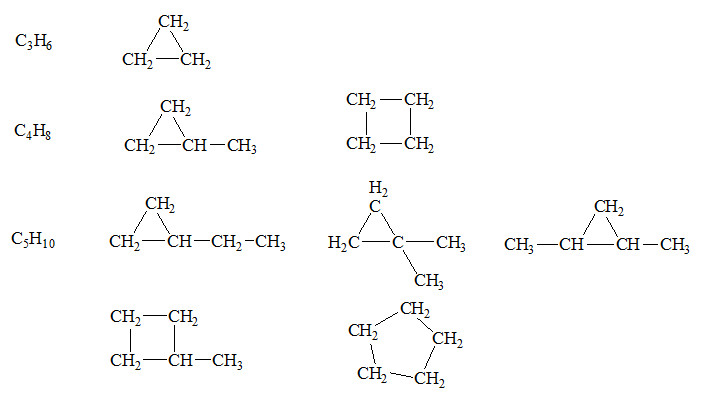 CH₂
C₃H₆
CH₂ CH₂
CH₂ CH₂
CH₂
C₄H₈
CH₂ CH CH₃ CH₂ CH₂
H₂
CH₂ C CH₂
C₅H₁₀ CH₂ CH CH₂ CH₃ H₂C C CH₃ CH₃ CH CH CH₃
CH₃
CH₂
CH₂ CH₂
CH₂ CH₂
CH₂ CH CH₃
CH₂ CH₂